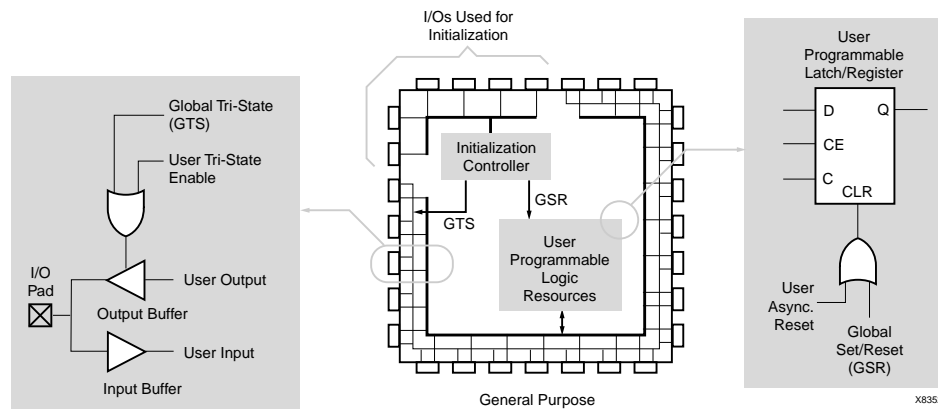 I/Os Used for
Initialization
Global Tri-State
(GTS)
User Tri-State
Enable
I/O
Pad
User Output
Output Buffer
User Input
Input Buffer
Initialization
Controller
GTS
GSR
User
Programmable
Logic
Resources
General Purpose
User
Programmable
Latch/Register
D
Q
CE
C
CLR
User
Async.
Reset
Global
Set/Reset
(GSR)